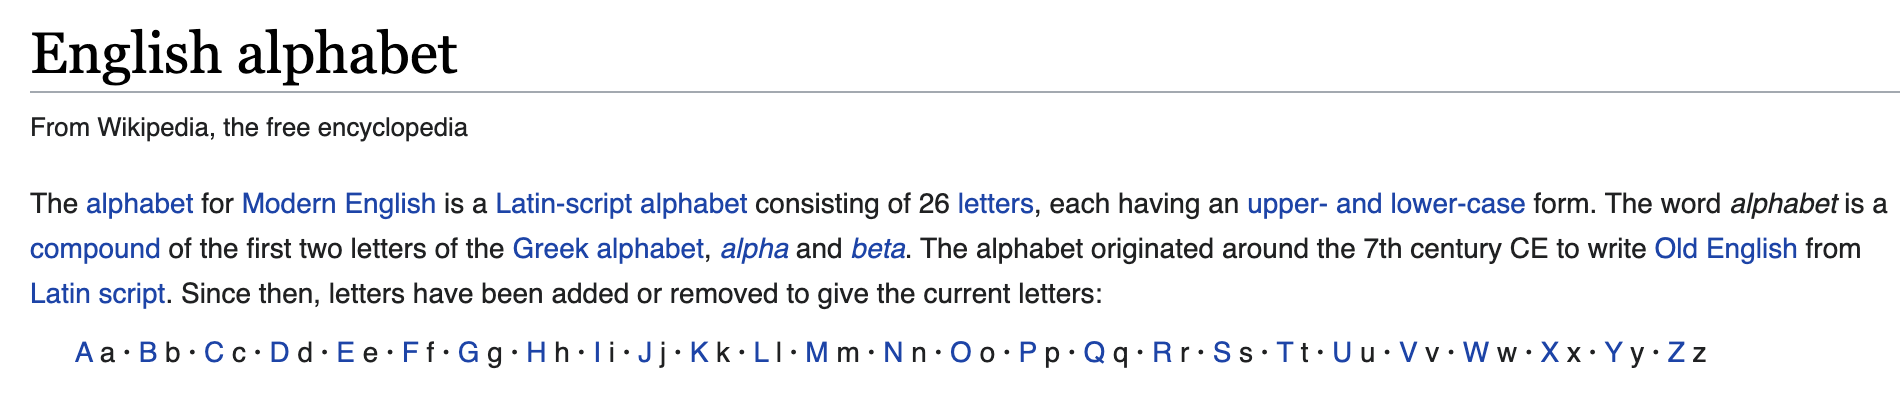 English alphabet
From Wikipedia, the free encyclopedia
The alphabet for Modern English is a Latin-script alphabet consisting of 26 letters, each having an upper- and lower-case form. The word alphabet is a
compound of the first two letters of the Greek alphabet, alpha and beta. The alphabet originated around the 7th century CE to write Old English from
Latin script. Since then, letters have been added or removed to give the current letters:
A a · B b · C c · D d · E e · F f · G g · H h · I i · J j · K k · L l · M m · N n · O o · P p · Q q · R r · S s · T t · U u · V v · W w · X x · Y y · Z z